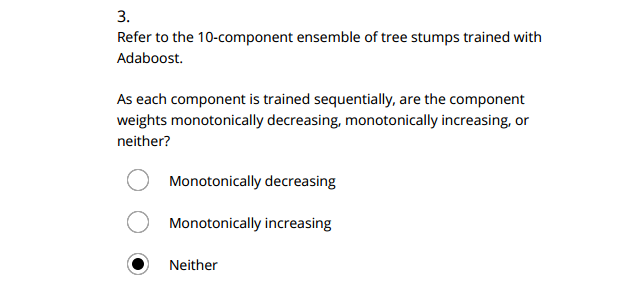 3.
Refer to the 10-component ensemble of tree stumps trained with
Adaboost.
As each component is trained sequentially, are the component
weights monotonically decreasing, monotonically increasing, or
neither?
Monotonically decreasing
Monotonically increasing
Neither